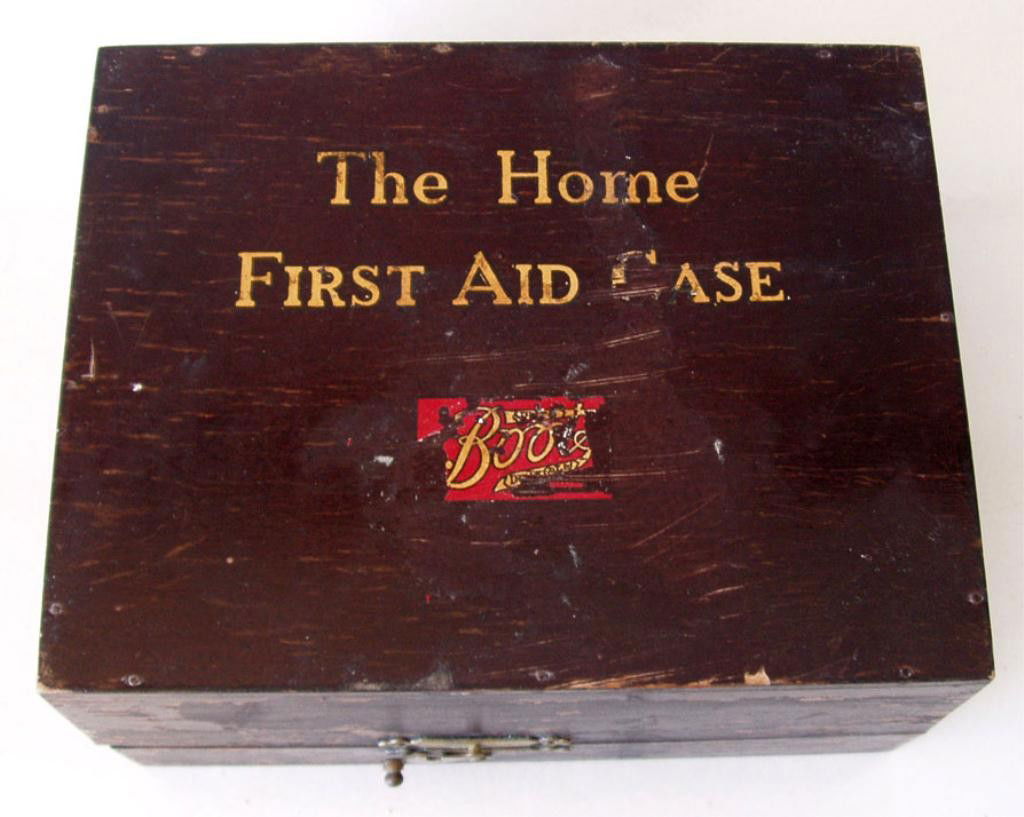 The Home
FIRST AID CASE
Boots